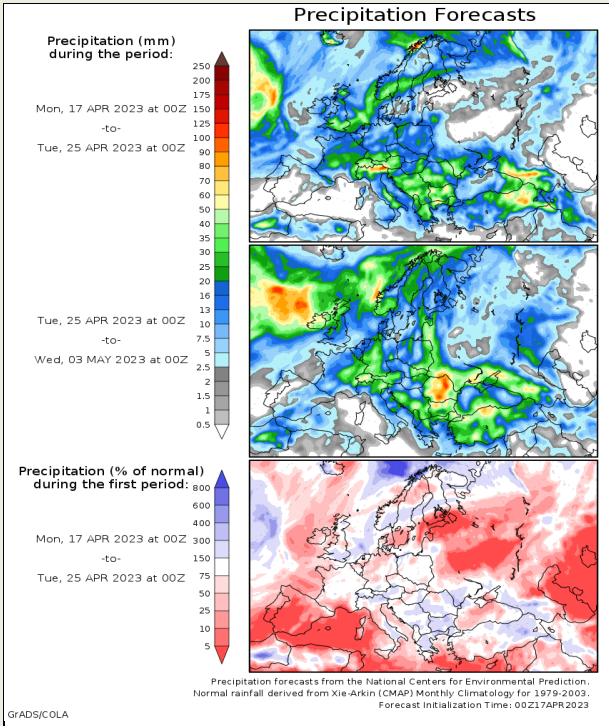 Precipitation Forecasts
Precipitation (mm)
during the period:
250
200
175
150
125
100
90
80
70
60
50
40
35
30
25
20
16
13
10
7.5
5
2.5
2
1.5
1
0.5
Mon, 17 APR 2023 at 00Z
-to-
Tue, 25 APR 2023 at 00Z
Tue, 25 APR 2023 at 00Z
-to-
Wed, 03 MAY 2023 at 00Z
Precipitation (% of normal)
during the first period:
800
600
400
300
150
75
50
25
10
5
Mon, 17 APR 2023 at 00Z
-to-
Tue, 25 APR 2023 at 00Z
Precipitation forecasts from the National Centers for Environmental Prediction.
Normal rainfall derived from Xie-Arkin (CMAP) Monthly Climatology for 1979-2003.
Forecast Initialization Time: 00Z17APR2023
GrADS/COLA